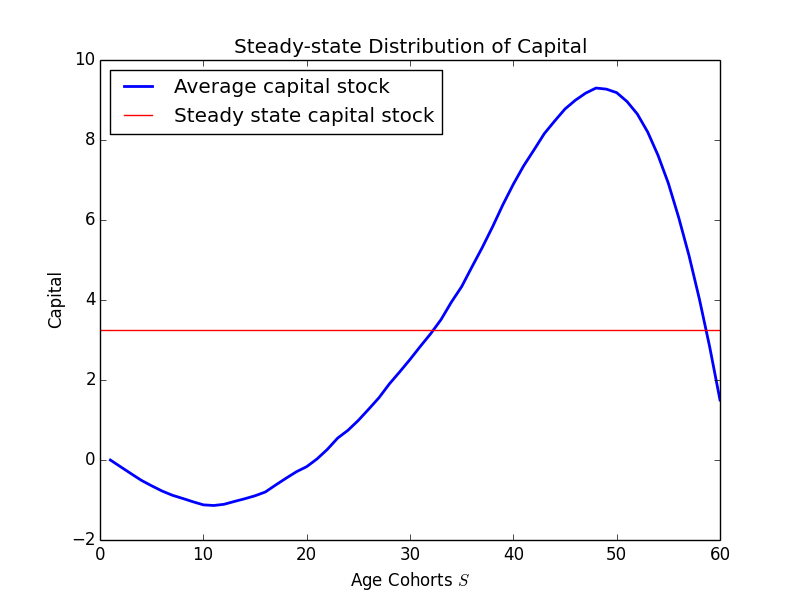 Steady-state Distribution of Capital
Average capital stock
Steady state capital stock
10
8
6
4
2
0
−2
Capital
0 10 20 30 40 50 60
Age Cohorts S